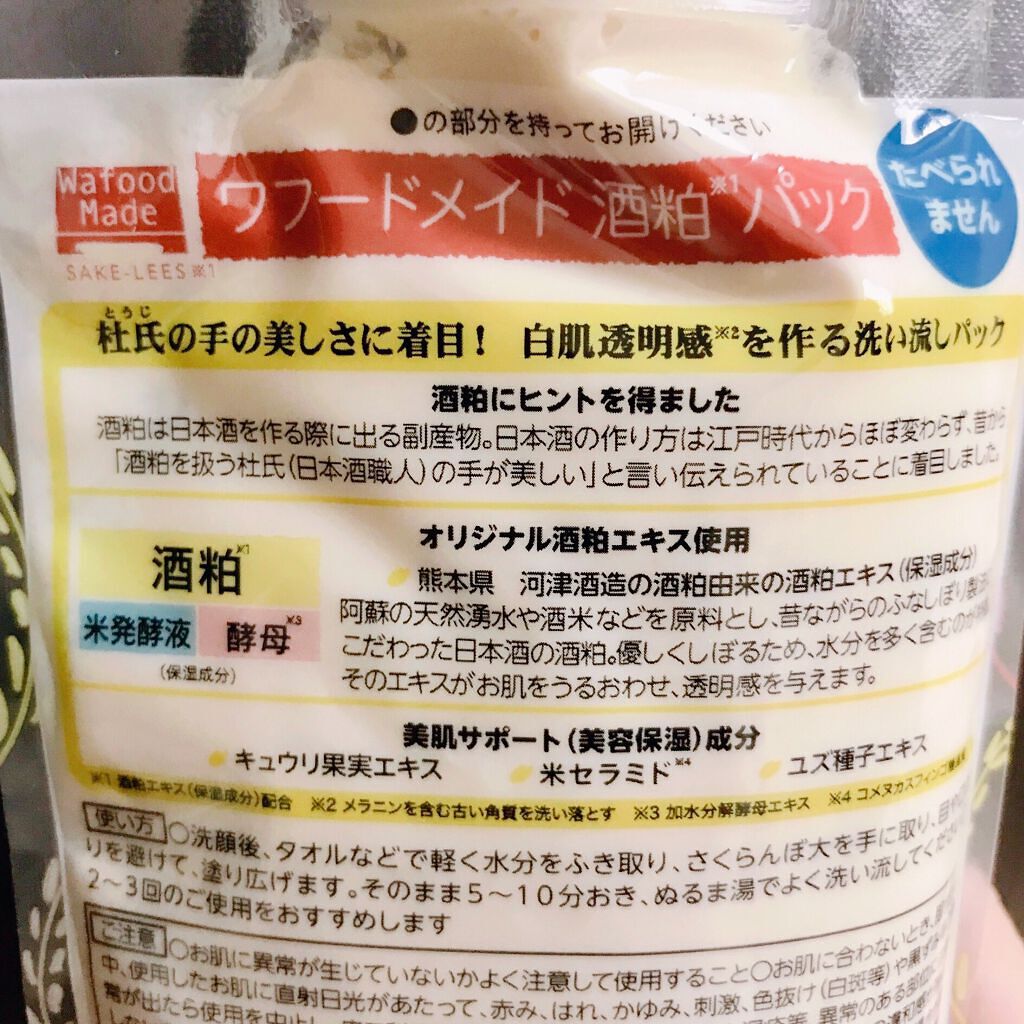 ●の部分を持ってお開けください
Wafood
Made
SAKE-LEES※1
ワフードメイド 酒粕※1パック
たべられ
ません
とうじ
杜氏の手の美しさに着目! 白肌透明感※2を作る洗い流しパック
酒粕にヒントを得ました
酒粕は日本酒を作る際に出る副産物。日本酒の作り方は江戸時代からほぼ変わらず、昔から
「酒粕を扱う杜氏(日本酒職人)の手が美しい」と言い伝えられていることに着目しました。
酒粕※1
米発酵液 酵母※3
(保湿成分)
オリジナル酒粕エキス使用
熊本県 河津酒造の酒粕由来の酒粕エキス(保湿成分)
阿蘇の天然湧水や酒米などを原料とし、昔ながらのふなしぼり製法
こだわった日本酒の酒粕。優しくしぼるため、水分を多く含むのが
そのエキスがお肌をうるおわせ、透明感を与えます。
美肌サポート(美容保湿)成分
キュウリ果実エキス 米セラミド※4 ユズ種子エキス
※1 酒粕エキス(保湿成分)配合 ※2 メラニンを含む古い角質を洗い落とす ※3 加水分解酵母エキス ※4 コメヌカスフィンゴ
使い方 ○洗顔後、タオルなどで軽く水分をふき取り、さくらんぼ大を手に取り、目や
りを避けて、塗り広げます。そのまま5〜10分おき、ぬるま湯でよく洗い流してください
2〜3回のご使用をおすすめします
ご注意 ○お肌に異常が生じていないかよく注意して使用すること○お肌に合わないとき、
中、使用したお肌に直射日光があたって、赤み、はれ、かゆみ、刺激、色抜け(白斑等)や黒ずみ
常が出たら使用を中止し 異常のある部位